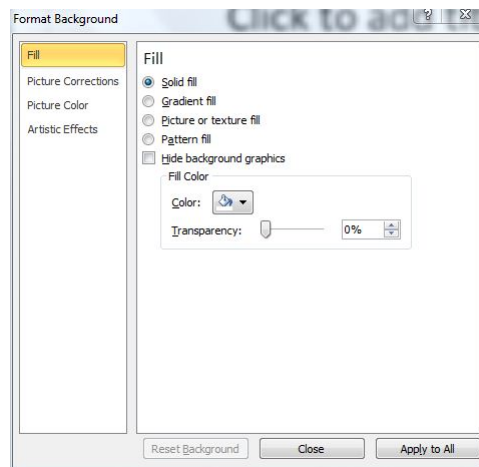 Format Background
Click to add
Fill
Picture Corrections
Picture Color
Artistic Effects
Fill
Solid fill
Gradient fill
Picture or texture fill
Pattern fill
Hide background graphics
Fill Color
Color:
Transparency: 0%
Reset Background Close Apply to All